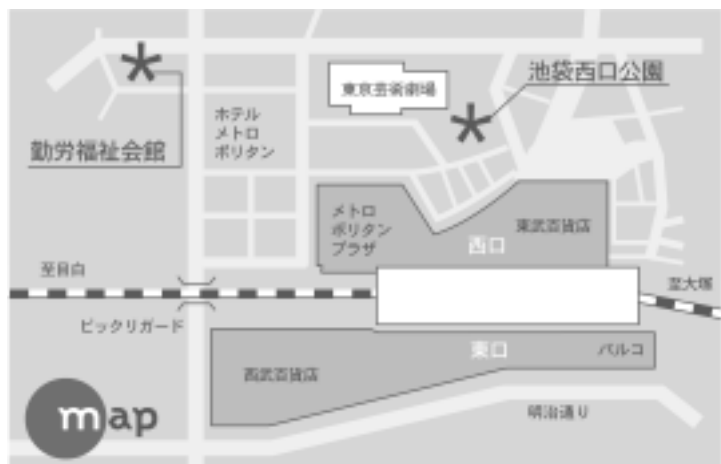 東京芸術劇場
池袋西口公園
勤労福祉会館
ホテル
メトロ
ポリタン
メトロ
ポリタン
プラザ
西口
東武百貨店
至目白
至大塚
ビックリガード
東口
パルコ
西武百貨店
明治通り
map